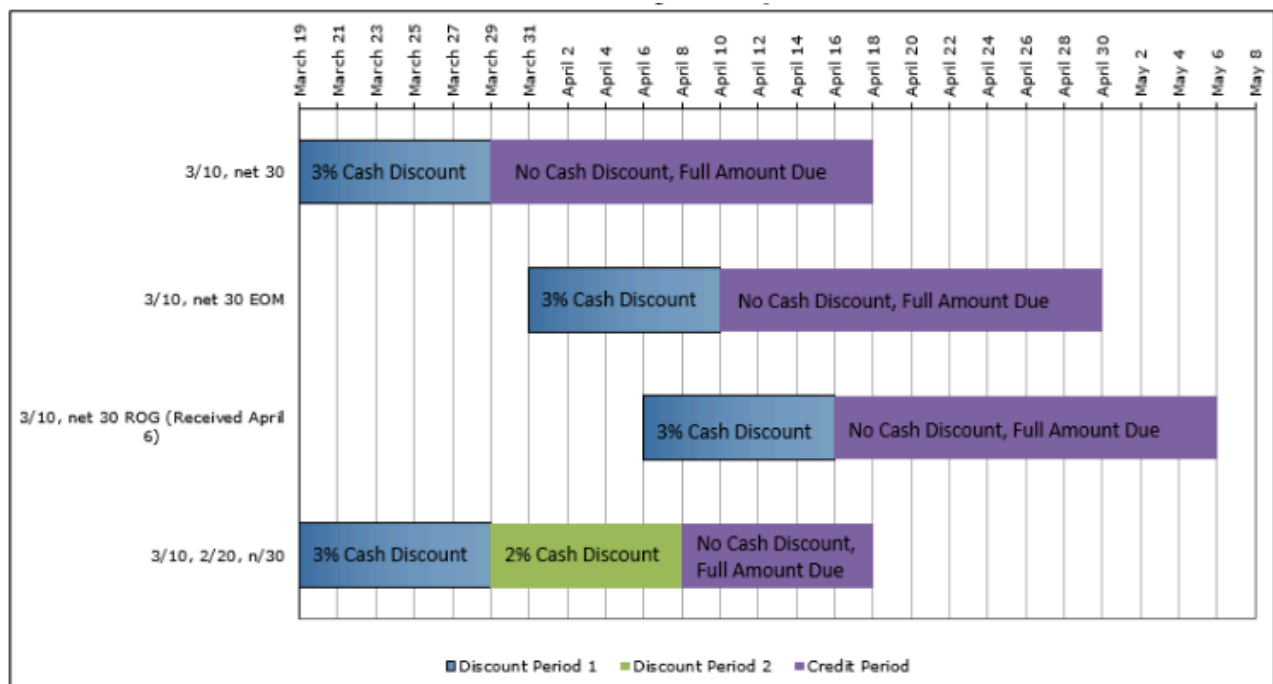 March 19
March 21
March 23
March 25
March 27
March 29
March 31
April 2
April 4
April 6
April 8
April 10
April 12
April 14
April 16
April 18
April 20
April 22
April 24
April 26
April 28
April 30
May 2
May 4
May 6
May 8
3/10, net 30
3% Cash Discount
No Cash Discount, Full Amount Due
3/10, net 30 EOM
3% Cash Discount
No Cash Discount, Full Amount Due
3/10, net 30 ROG (Received April
6)
3% Cash Discount
No Cash Discount, Full Amount Due
3/10, 2/20, n/30
3% Cash Discount
2% Cash Discount
No Cash Discount,
Full Amount Due
Discount Period 1
Discount Period 2
Credit Period